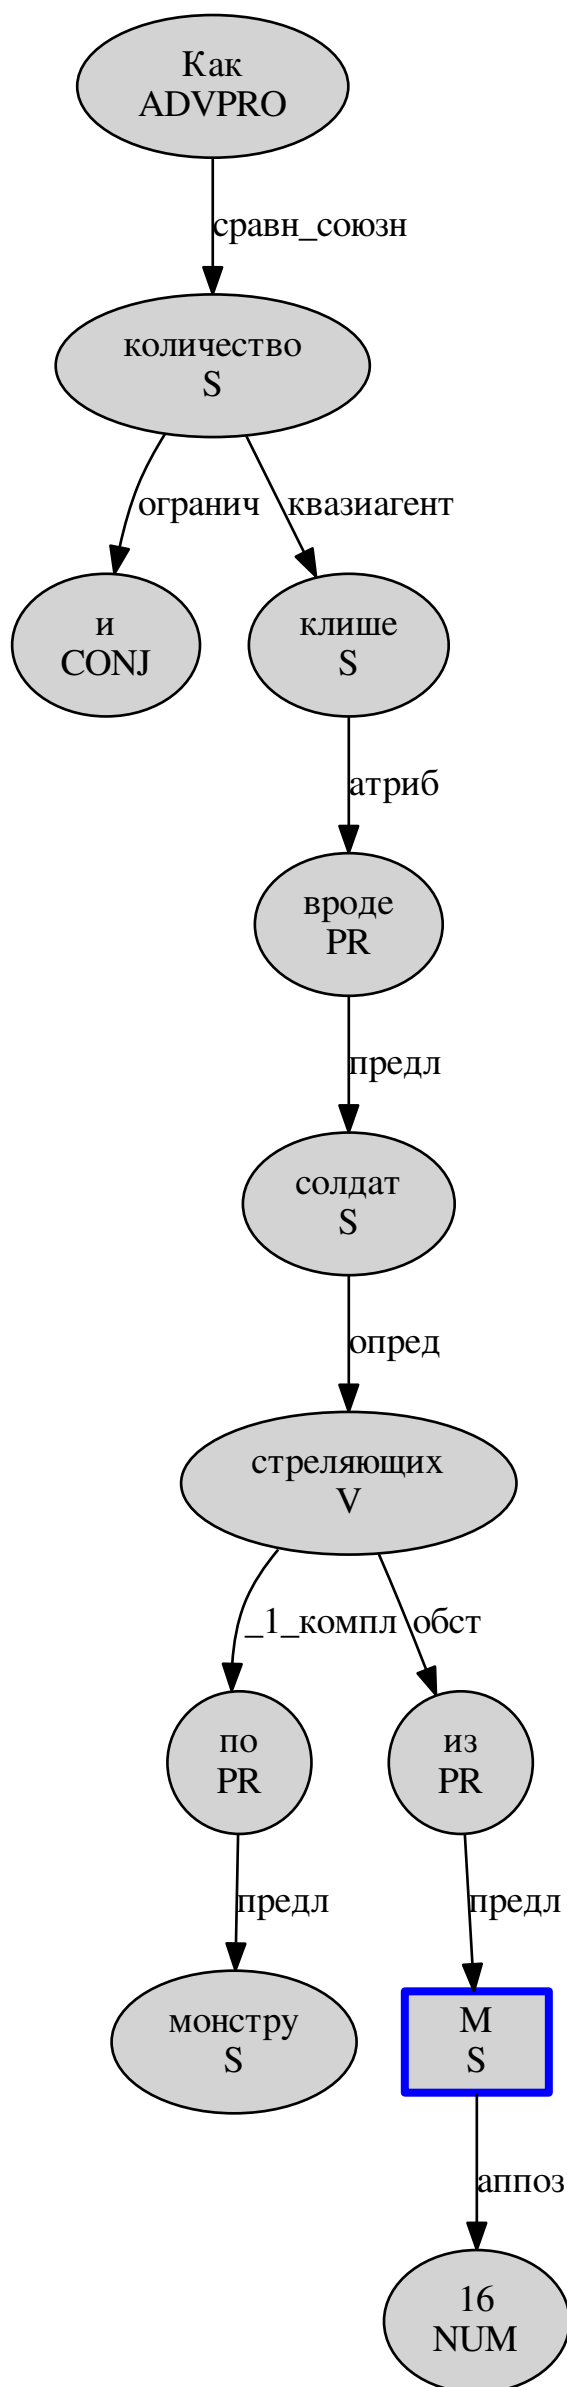 Как
ADVPRO
сравн_союзн
количество
S
огранич
квазиагент
и
CONJ
клише
S
атриб
вроде
PR
предл
солдат
S
опред
стреляющих
V
_1_компл
обст
по
PR
из
PR
предл
предл
монстру
S
М
S
аппоз
16
NUM